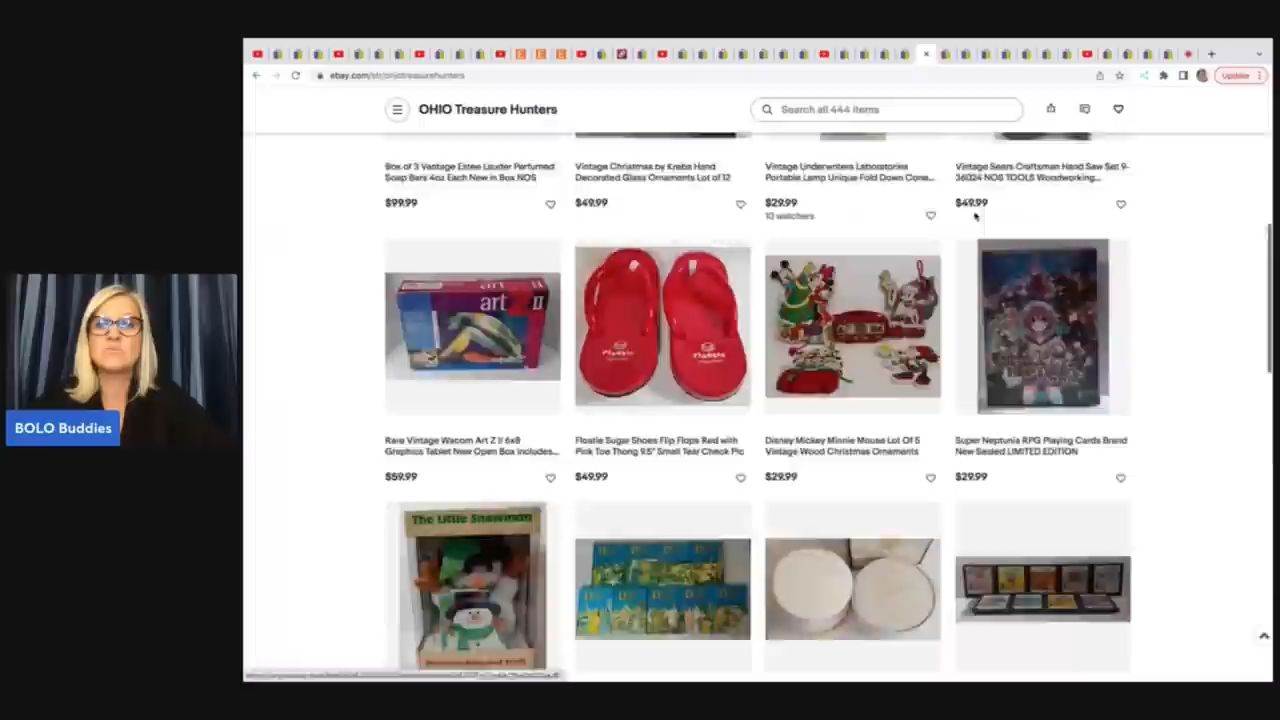 ebay.com/str/ohiotreasurehunters
Update
OHIO Treasure Hunters
Search all 444 items
Box of 3 Vantage Estee Lauder Perfumed
Soap Bars 4oz Each New in Box NOS
Vintage Christmas by Krebs Hand
Decorated Glass Ornaments Lot of 12
Vintage Underwriters Laboratories
Portable Lamp Unique Fold Down Cone...
Vintage Sears Craftsman Hand Saw Set 9-
36024 NOS TOOLS Woodworking...
$99.99
$49.99
$29.99
10 watchers
$49.99
art
art
II
Rare Vintage Wacom Art Z II 6x8
Graphics Tablet New Open Box Includes...
Floatie Sugar Shoes Flip Flops Red with
Pink Toe Thong 9.5" Small Tear Check Pic
Disney Mickey Minnie Mouse Lot Of 5
Vintage Wood Christmas Ornaments
Super Neptunia RPG Playing Cards Brand
New Sealed LIMITED EDITION
$59.99
$49.99
$29.99
$29.99
The Little Snowman
BOLO Buddies